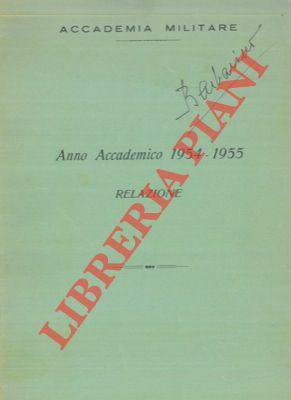 ACCADEMIA MILITARE
Anno Accademico 1954 - 1955
RELAZIONE
LIBRERIA PIANI